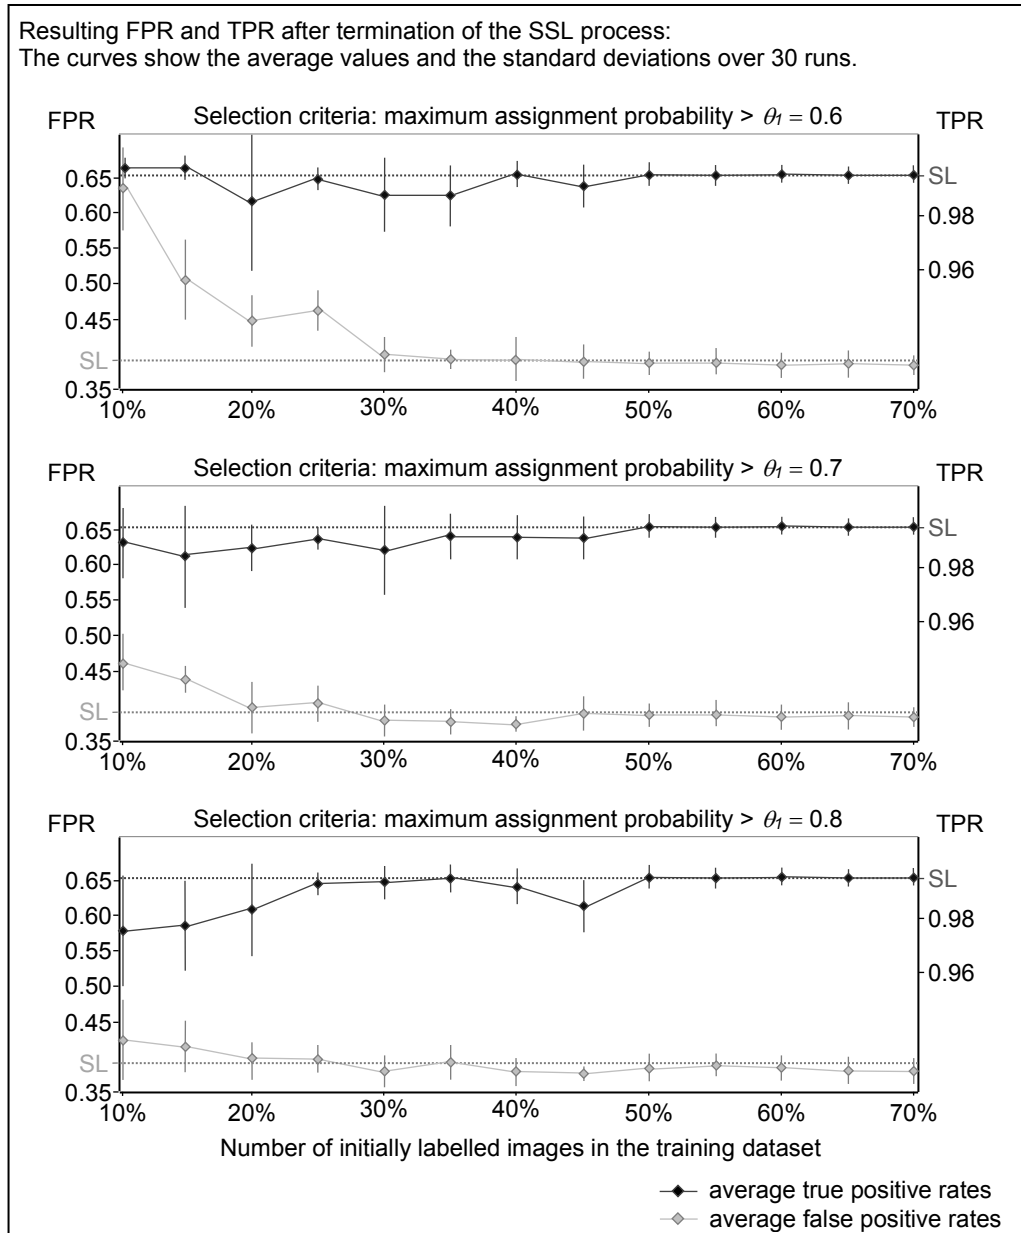 Resulting FPR and TPR after termination of the SSL process:
The curves show the average values and the standard deviations over 30 runs.
FPR Selection criteria: maximum assignment probability > θ1 = 0.6 TPR
0.65
0.60
0.55
0.50
0.45
SL
0.35
SL
0.98
0.96
10% 20% 30% 40% 50% 60% 70%
FPR Selection criteria: maximum assignment probability > θ1 = 0.7 TPR
0.65
0.60
0.55
0.50
0.45
SL
0.35
SL
0.98
0.96
10% 20% 30% 40% 50% 60% 70%
FPR Selection criteria: maximum assignment probability > θ1 = 0.8 TPR
0.65
0.60
0.55
0.50
0.45
SL
0.35
SL
0.98
0.96
10% 20% 30% 40% 50% 60% 70%
Number of initially labelled images in the training dataset
average true positive rates
average false positive rates